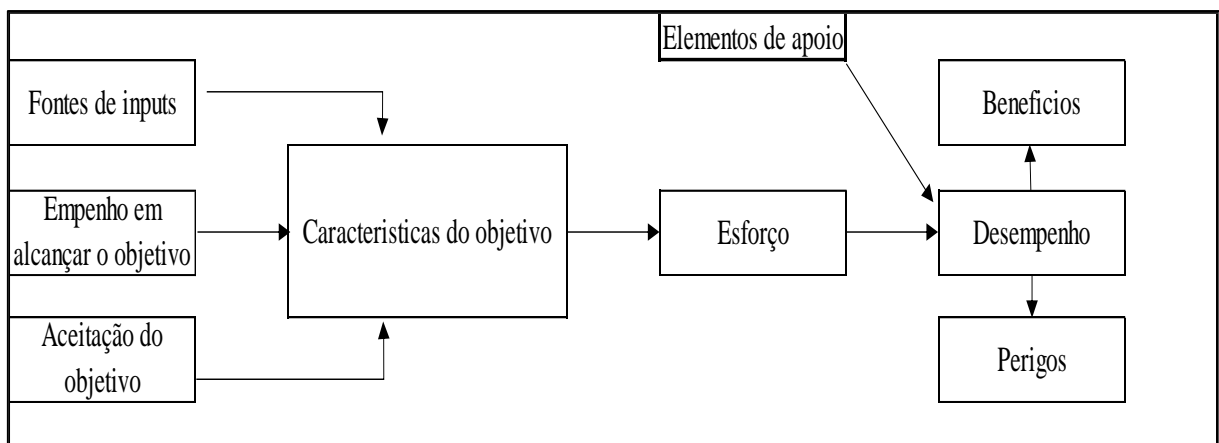 Elementos de apoio
Fontes de inputs
Beneficios
Empenho em
alcançar o objetivo
Caracteristicas do objetivo
Esforço
Desempenho
Aceitação do
objetivo
Perigos